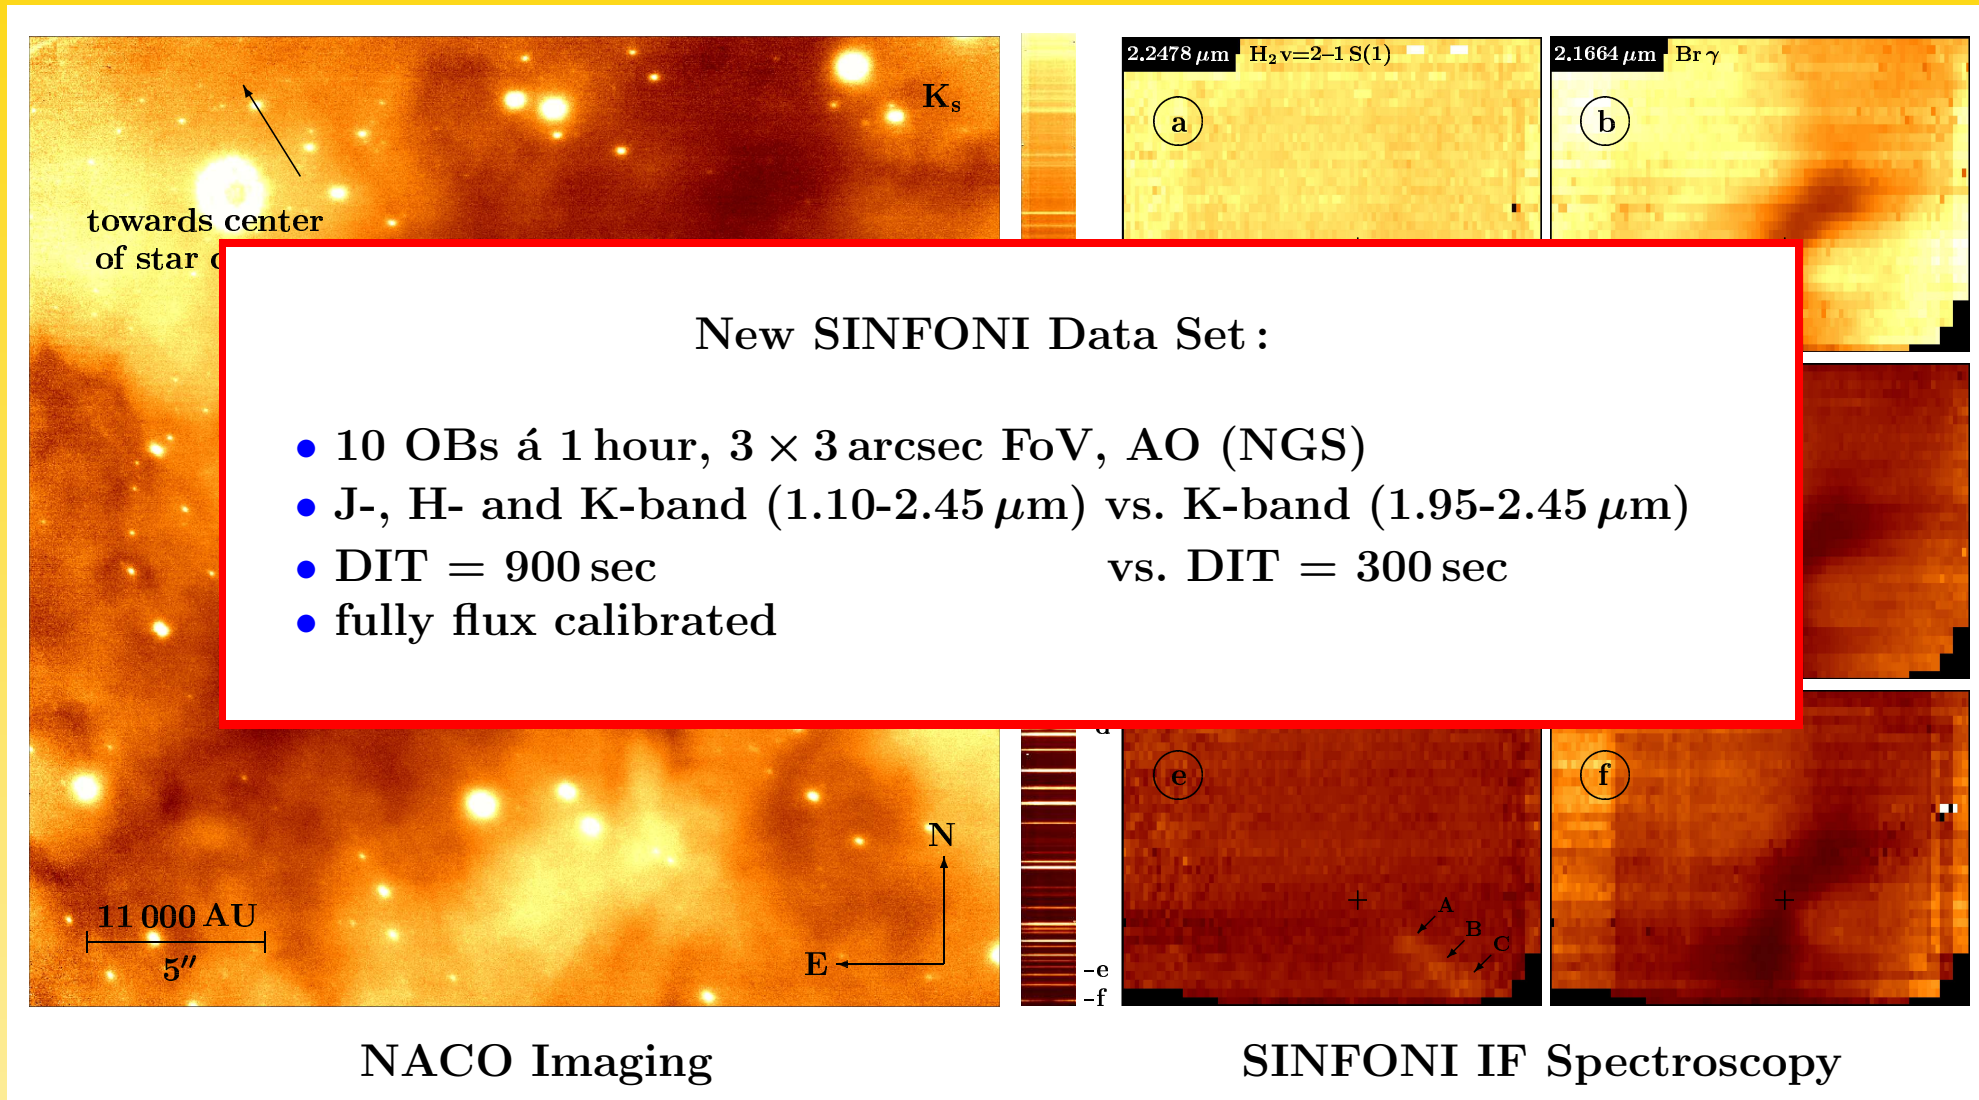 K_s
towards center
of star
2.2478 μm H₂ v=2–1 S(1)
a
2.1664 μm Br γ
b
New SINFONI Data Set :
• 10 OBs á 1 hour, 3 × 3 arcsec FoV, AO (NGS)
• J-, H- and K-band (1.10-2.45 μm) vs. K-band (1.95-2.45 μm)
• DIT = 900 sec vs. DIT = 300 sec
• fully flux calibrated
e
f
A
B
C
N
E
11 000 AU
5″
–e
–f
NACO Imaging
SINFONI IF Spectroscopy